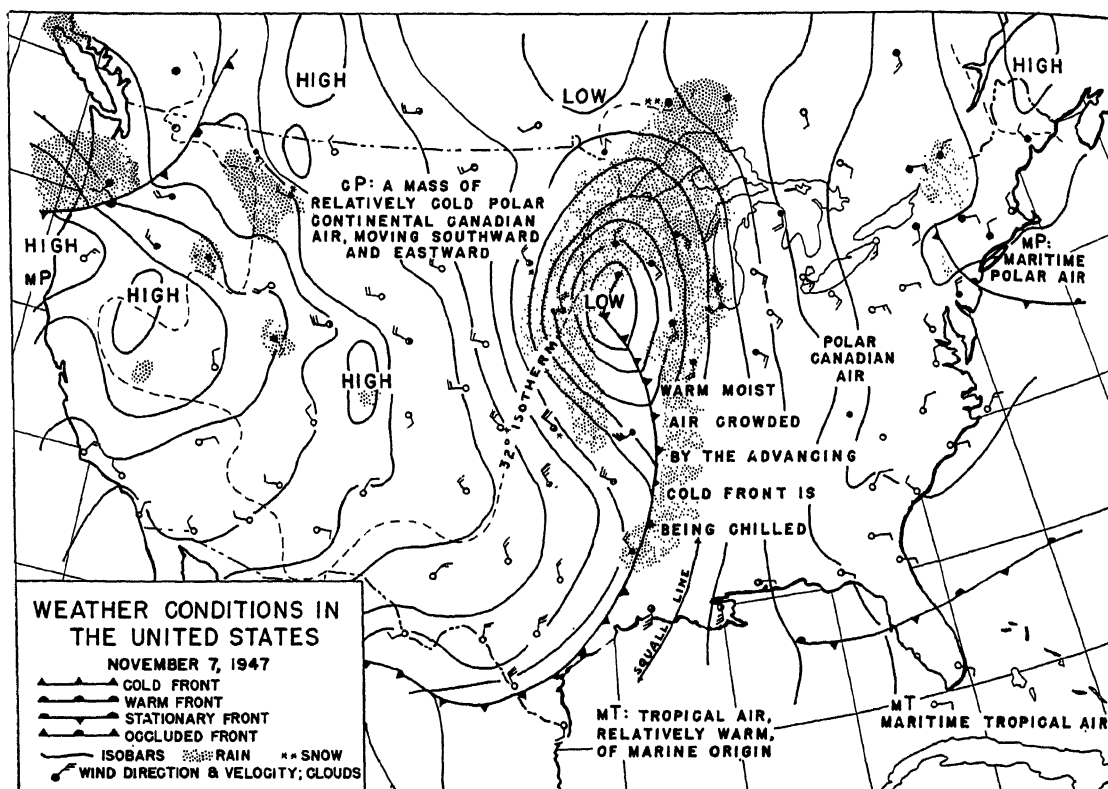 HIGH
LOW
HIGH
CP: A MASS OF
RELATIVELY COLD POLAR
CONTINENTAL CANADIAN
AIR, MOVING SOUTHWARD
AND EASTWARD
HIGH
MP
HIGH
MP:
MARITIME
POLAR AIR
LOW
POLAR
CANADIAN
AIR
HIGH
32° ISOTHERM
WARM MOIST
AIR CROWDED
BY THE ADVANCING
COLD FRONT IS
BEING CHILLED
SQUALL LINE
MT: TROPICAL AIR,
RELATIVELY WARM,
OF MARINE ORIGIN
MT
MARITIME TROPICAL AIR
WEATHER CONDITIONS IN
THE UNITED STATES
NOVEMBER 7, 1947
COLD FRONT
WARM FRONT
STATIONARY FRONT
OCCLUDED FRONT
ISOBARS RAIN ** SNOW
WIND DIRECTION & VELOCITY; CLOUDS